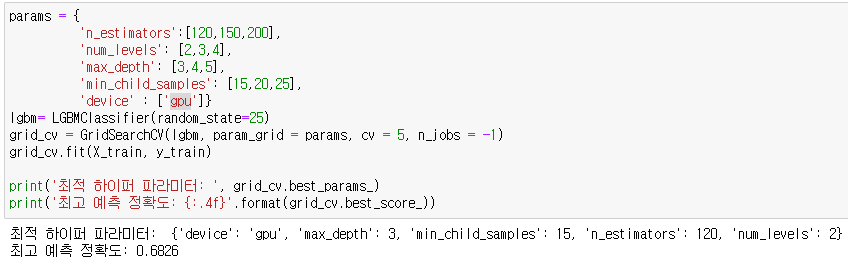 params = {
'n_estimators':[120,150,200],
'num_levels': [2,3,4],
'max_depth': [3,4,5],
'min_child_samples': [15,20,25],
'device' : ['gpu']}
lgbm= LGBMClassifier(random_state=25)
grid_cv = GridSearchCV(lgbm, param_grid = params, cv = 5, n_jobs = -1)
grid_cv.fit(X_train, y_train)
print('최적 하이퍼 파라미터: ', grid_cv.best_params_)
print('최고 예측 정확도: {:.4f}'.format(grid_cv.best_score_))
최적 하이퍼 파라미터:  {'device': 'gpu', 'max_depth': 3, 'min_child_samples': 15, 'n_estimators': 120, 'num_levels': 2}
최고 예측 정확도: 0.6826